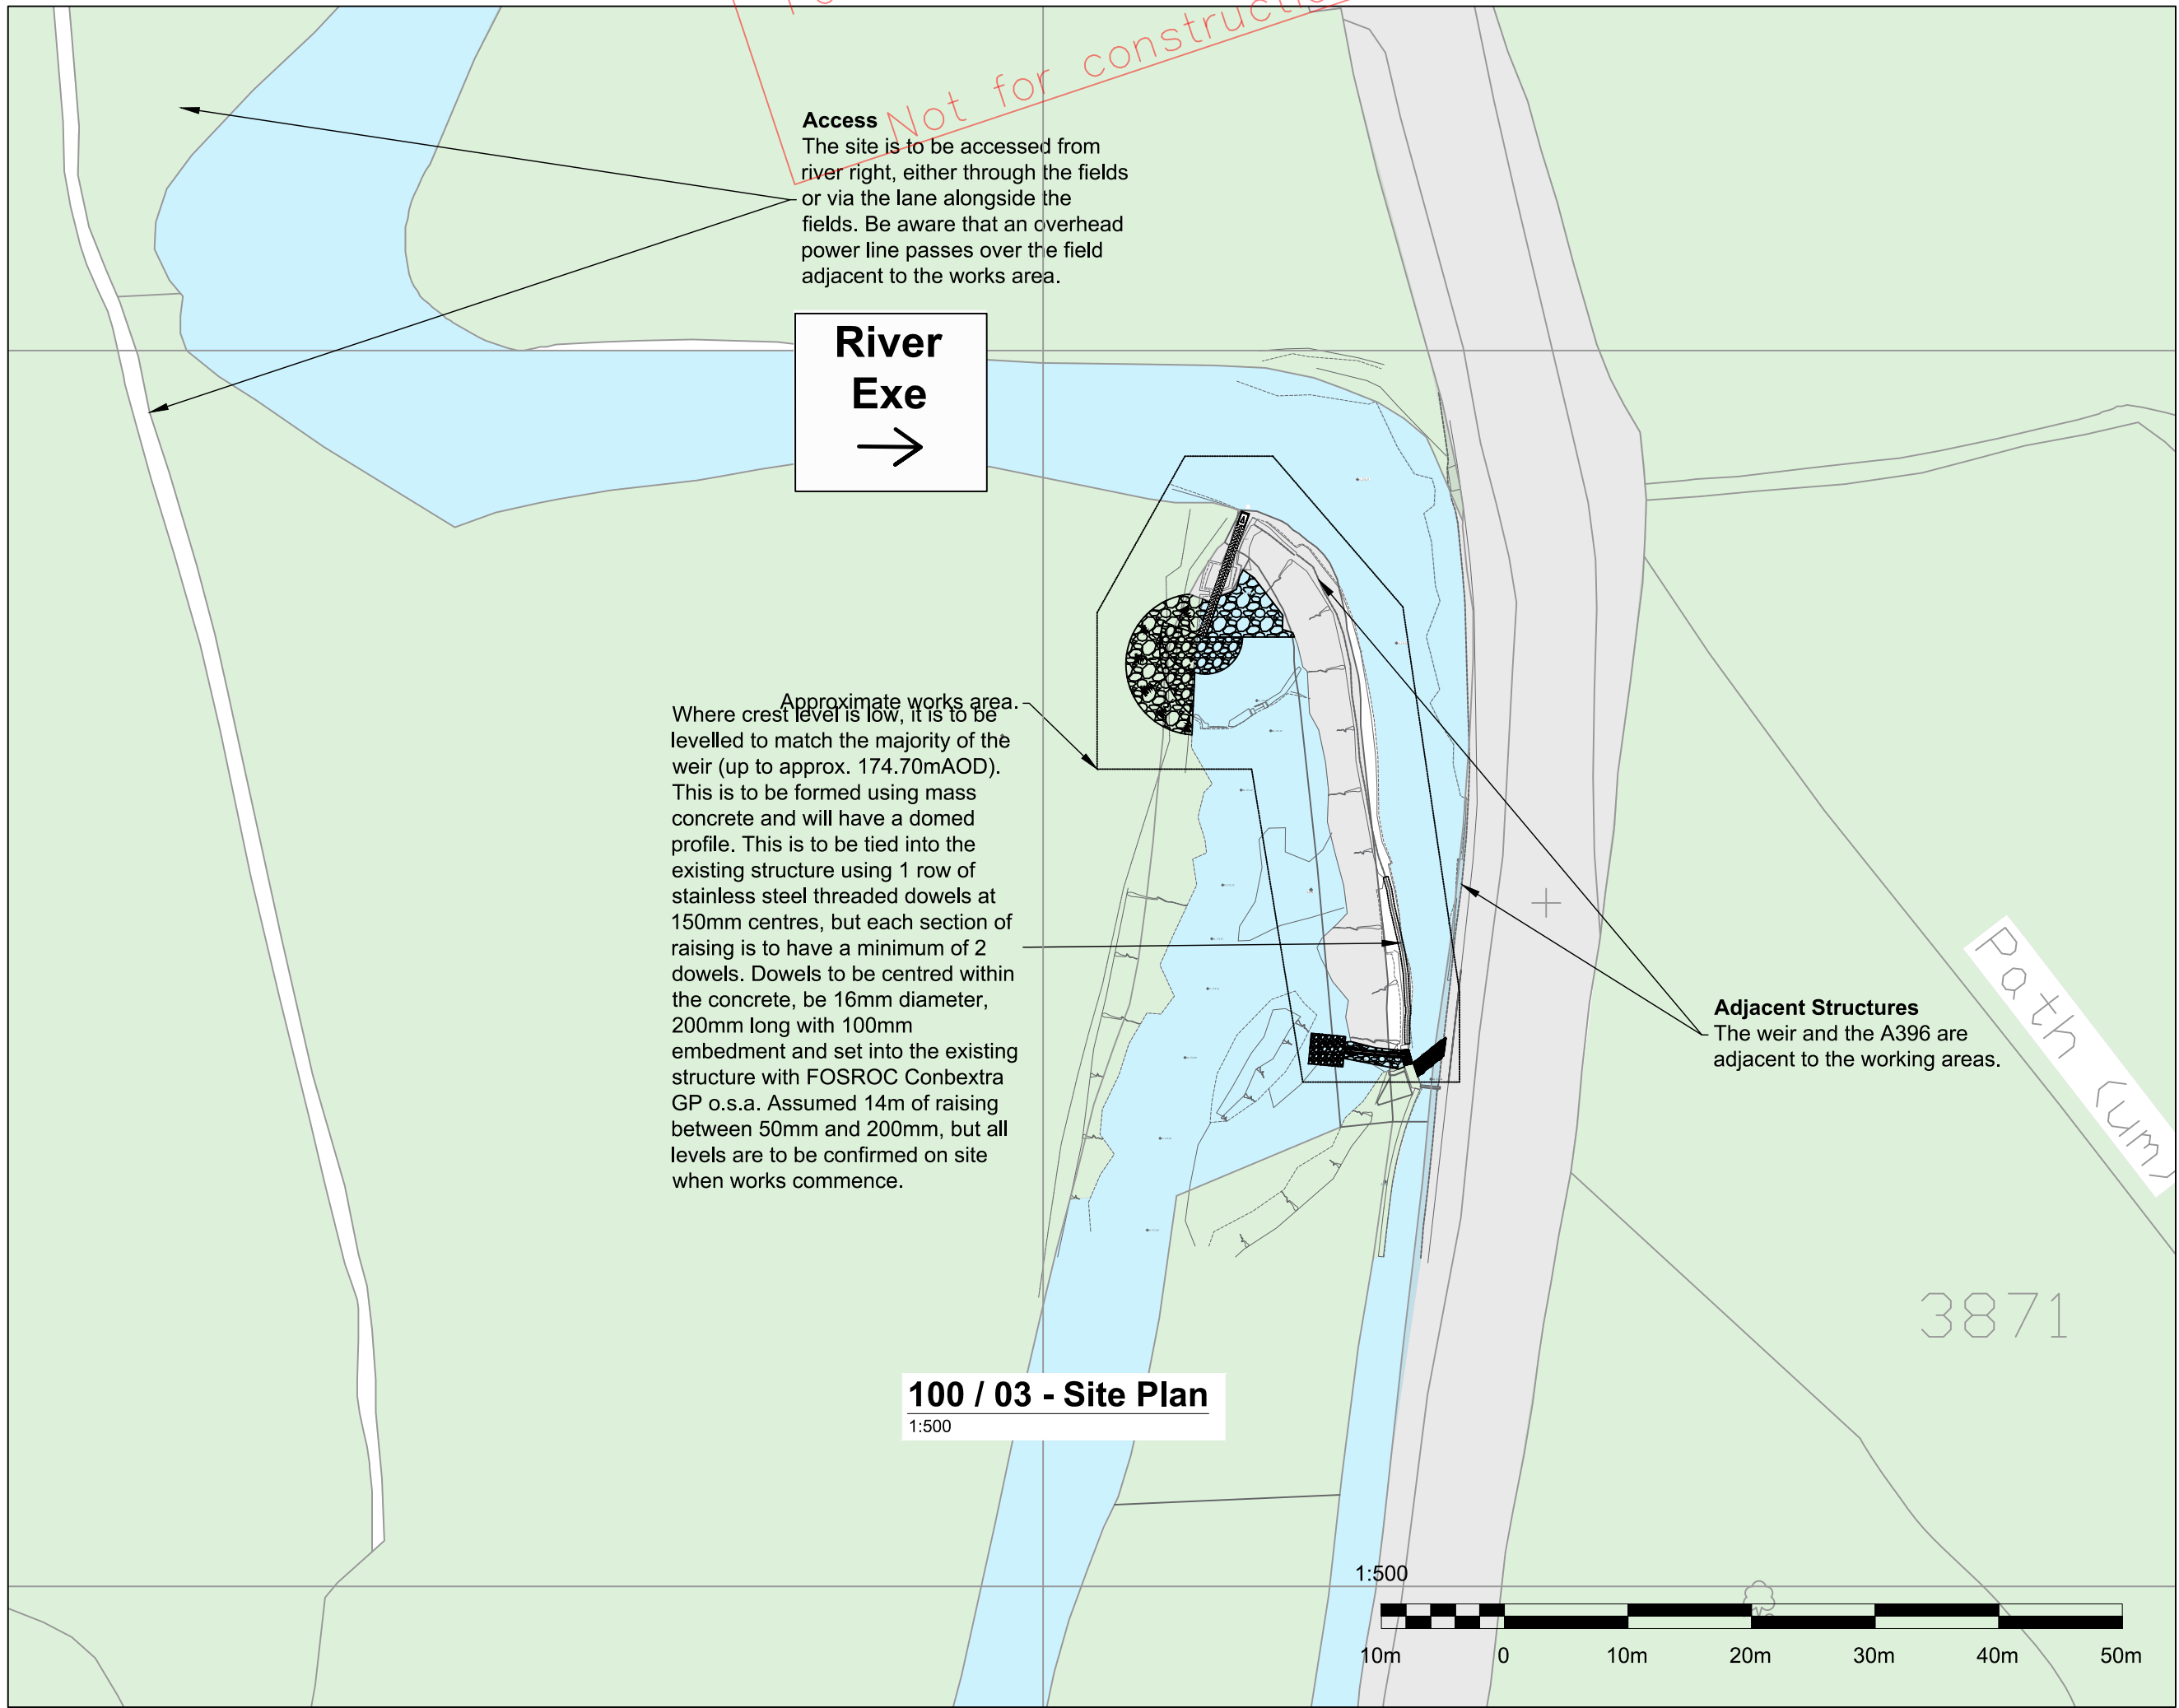 Not for construction
Access
The site is to be accessed from
river right, either through the fields
or via the lane alongside the
fields. Be aware that an overhead
power line passes over the field
adjacent to the works area.
River
Exe
Approximate works area.
Where crest level is low, it is to be
levelled to match the majority of the
weir (up to approx. 174.70mAOD).
This is to be formed using mass
concrete and will have a domed
profile. This is to be tied into the
existing structure using 1 row of
stainless steel threaded dowels at
150mm centres, but each section of
raising is to have a minimum of 2
dowels. Dowels to be centred within
the concrete, be 16mm diameter,
200mm long with 100mm
embedment and set into the existing
structure with FOSROC Conbextra
GP o.s.a. Assumed 14m of raising
between 50mm and 200mm, but all
levels are to be confirmed on site
when works commence.
Adjacent Structures
The weir and the A396 are
adjacent to the working areas.
Path (um)
3871
100 / 03 - Site Plan
1:500
1:500
10m 0 10m 20m 30m 40m 50m